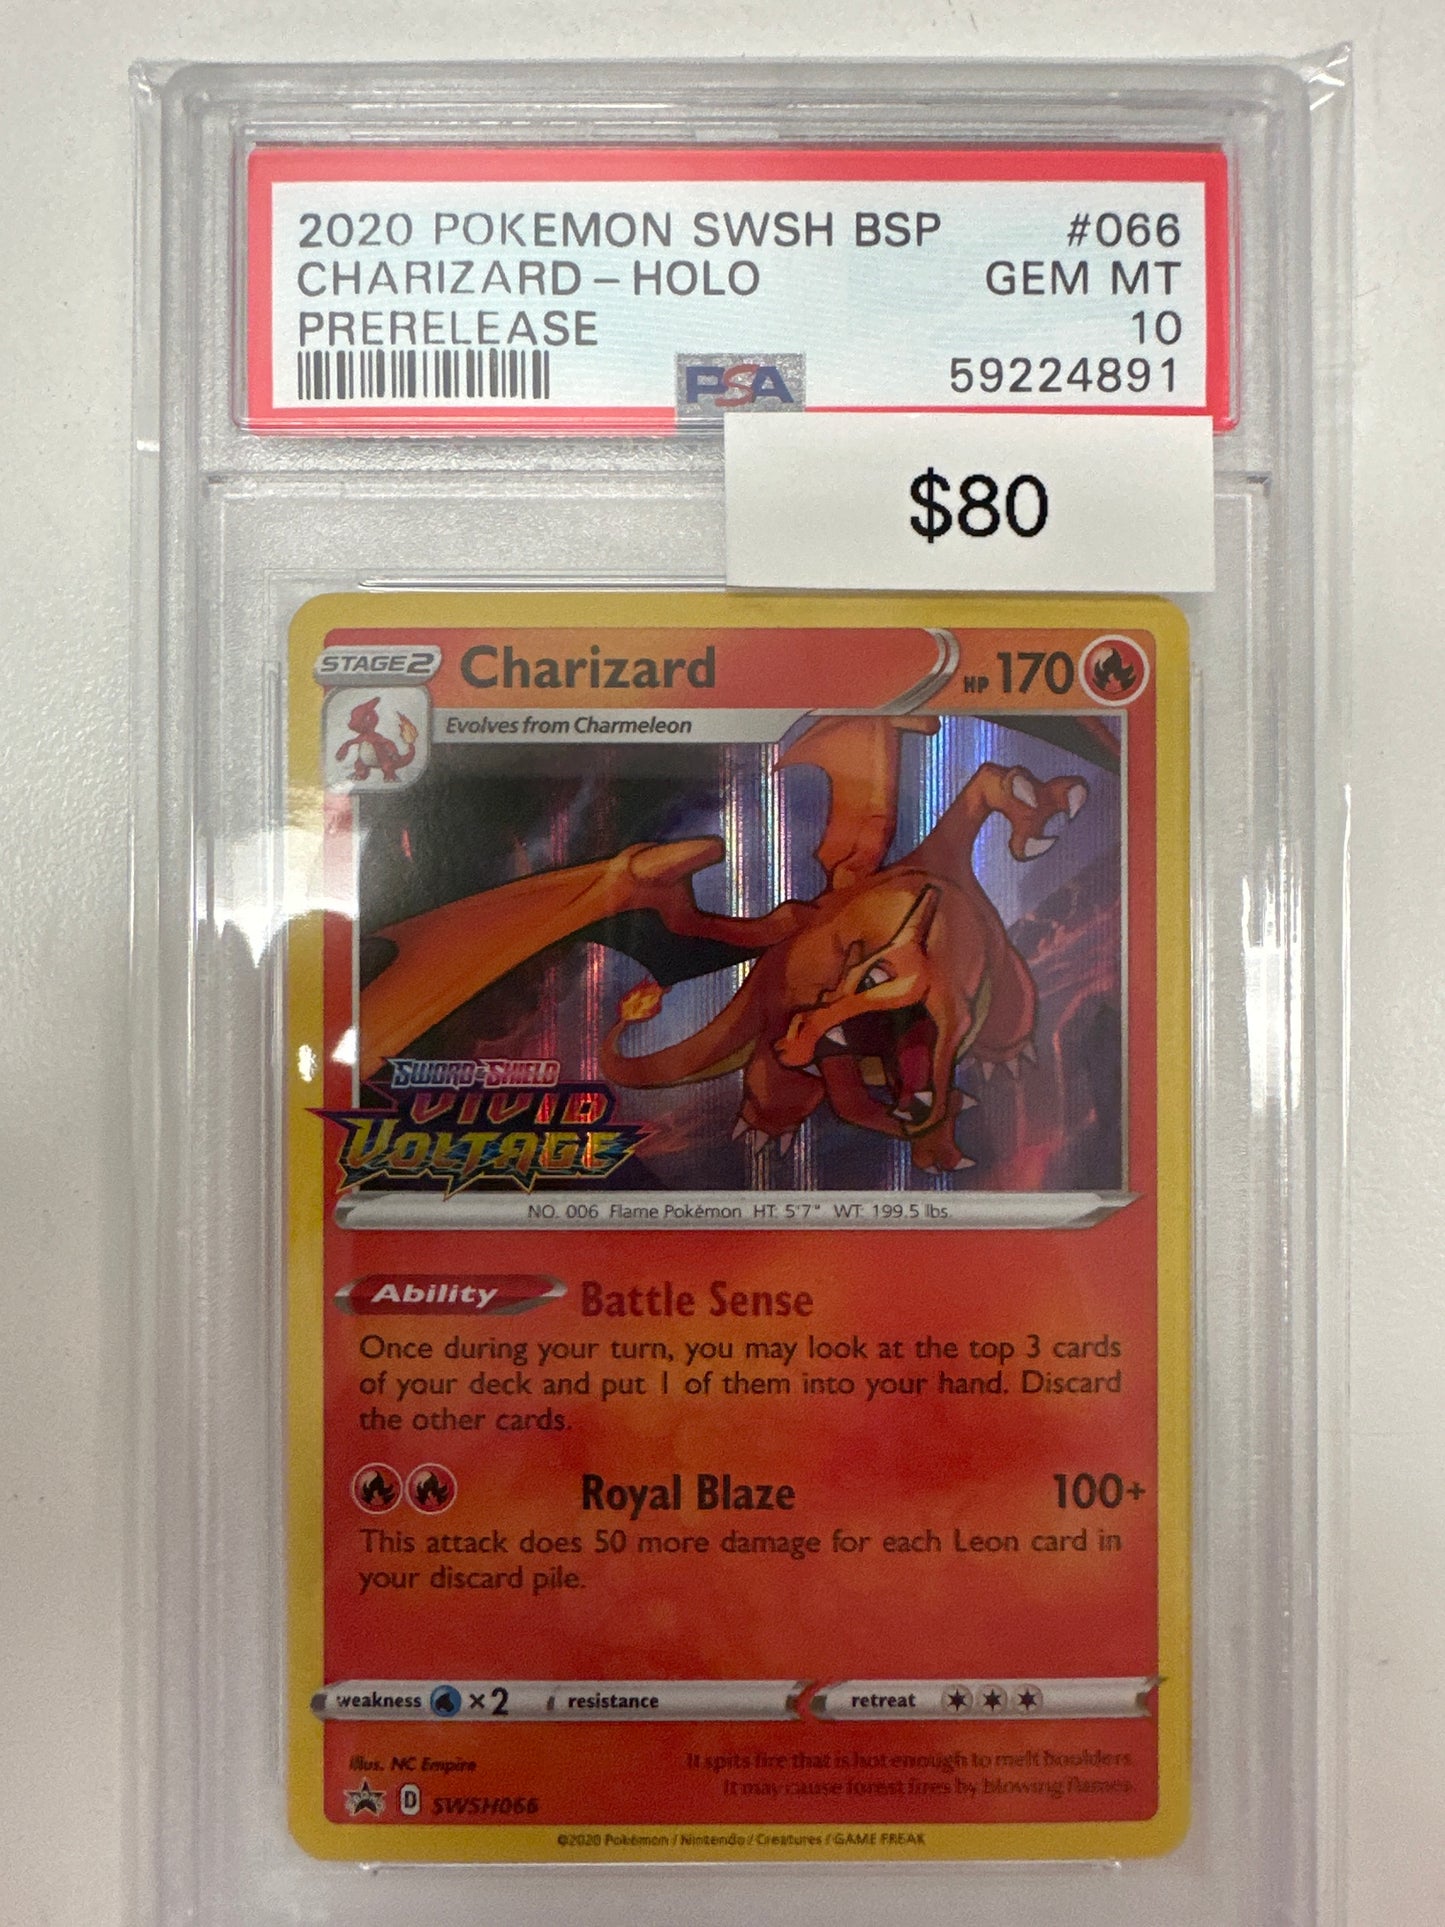 2020 POKEMON SWSH BSP #066
CHARIZARD - HOLO GEM MT
PRERELEASE 10
PSA 59224891
$80
STAGE 2 Charizard HP 170
Evolves from Charmeleon
SWORD & SHIELD
VIVID
VOLTAGE
NO. 006 Flame Pokémon HT: 5'7" WT: 199.5 lbs.
Ability Battle Sense
Once during your turn, you may look at the top 3 cards
of your deck and put 1 of them into your hand. Discard
the other cards.
Royal Blaze 100+
This attack does 50 more damage for each Leon card in
your discard pile.
weakness ×2 resistance retreat
Illus. NC Empire
It spits fire that is hot enough to melt boulders.
It may cause forest fires by blowing flames.
D SWSH066
©2020 Pokémon / Nintendo / Creatures / GAME FREAK